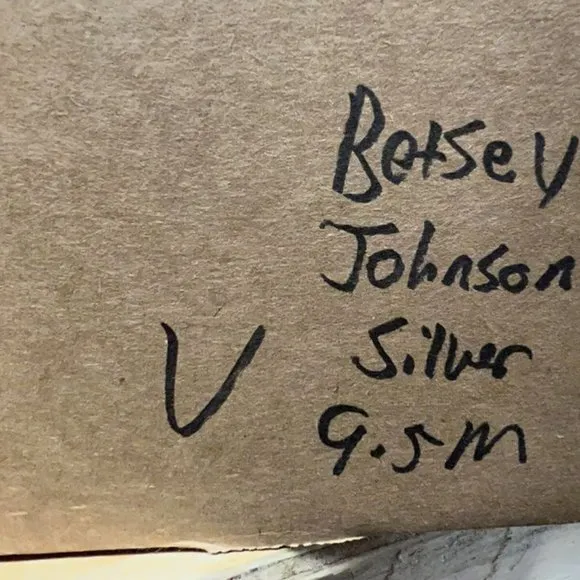 Betsey
Johnson
Silver
V
9.5M